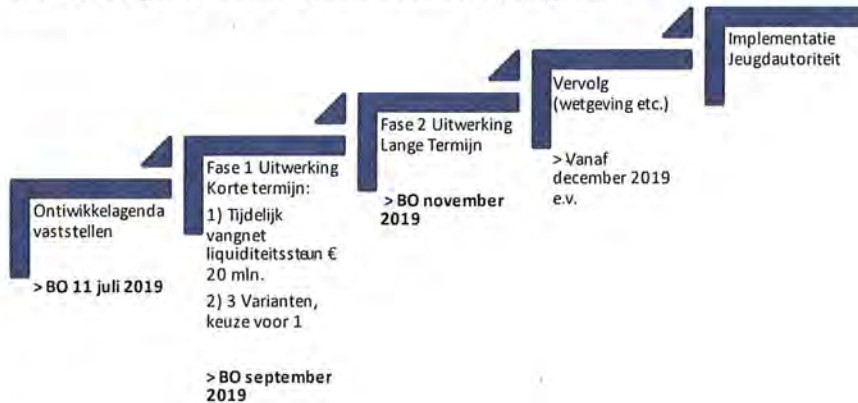 Ontiwikkelagenda
vaststellen
> BO 11 juli 2019
Fase 1 Uitwerking
Korte termijn:
1) Tijdelijk
vangnet
liquiditeitssteun €
20 mln.
2) 3 Varianten,
keuze voor 1
> BO september
2019
Fase 2 Uitwerking
Lange Termijn
> BO november
2019
Vervolg
(wetgeving etc.)
> Vanaf
december 2019
e.v.
Implementatie
Jeugdautoriteit